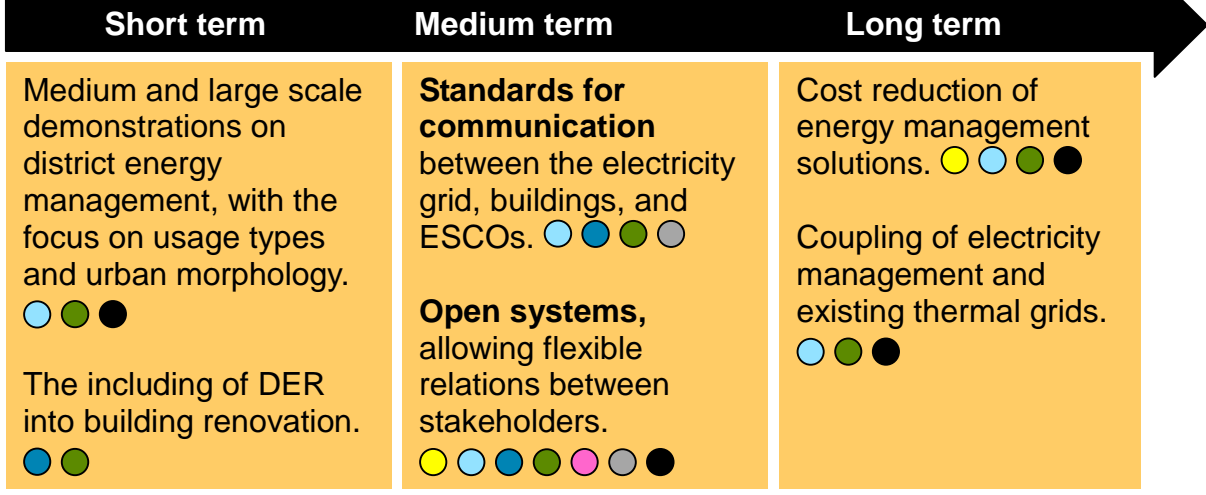 Short term
Medium term
Long term
Medium and large scale
demonstrations on
district energy
management, with the
focus on usage types
and urban morphology.
The including of DER
into building renovation.
Standards for
communication
between the electricity
grid, buildings, and
ESCOs.
Open systems,
allowing flexible
relations between
stakeholders.
Cost reduction of
energy management
solutions.
Coupling of electricity
management and
existing thermal grids.